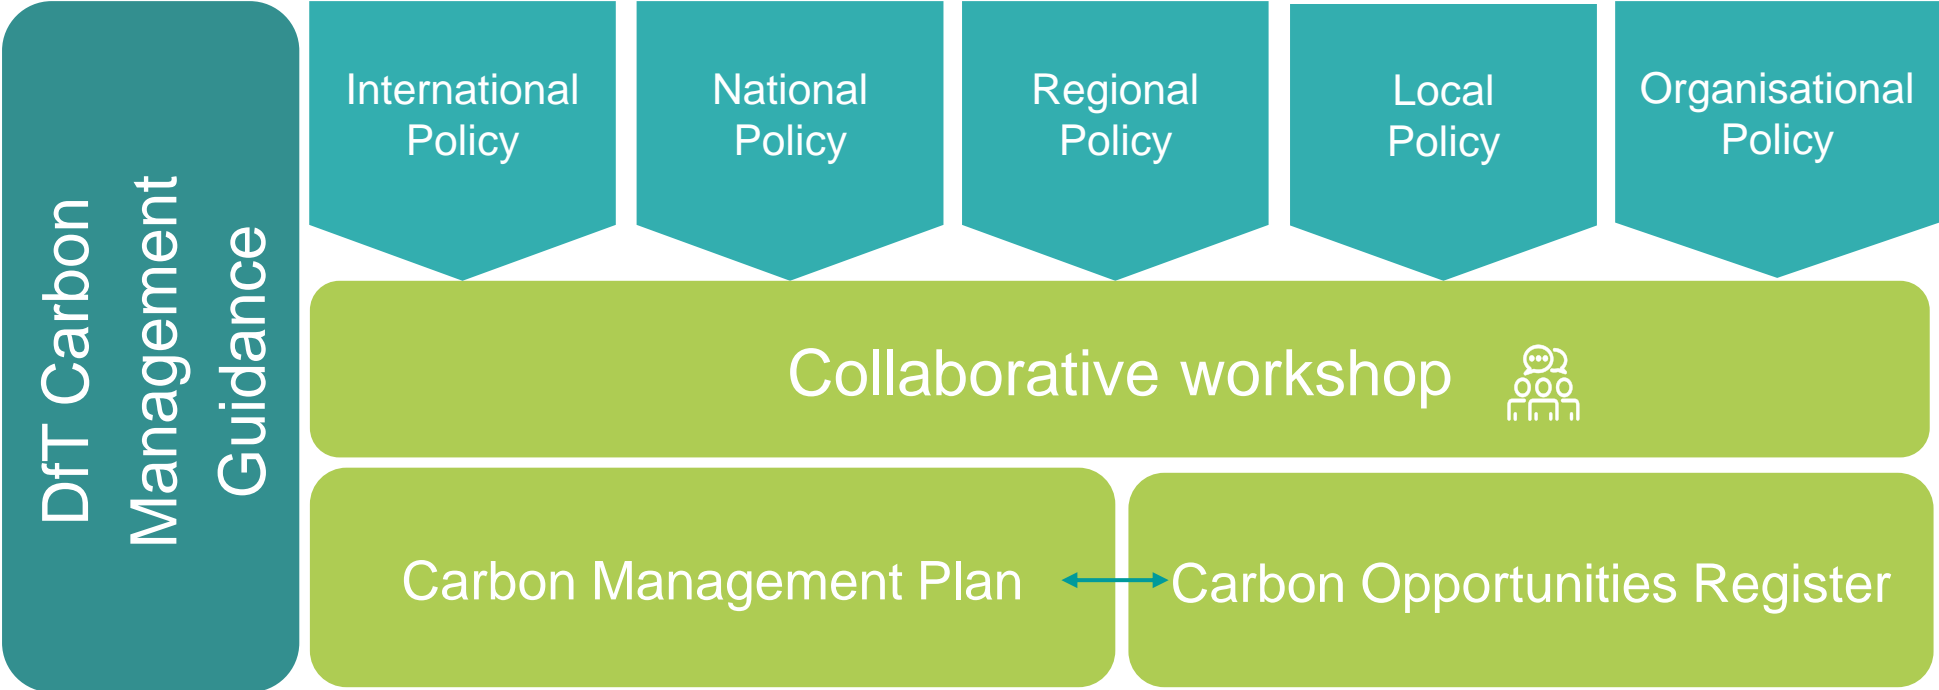 DfT Carbon
Management
Guidance
International
Policy
National
Policy
Regional
Policy
Local
Policy
Organisational
Policy
Collaborative workshop
Carbon Management Plan
Carbon Opportunities Register